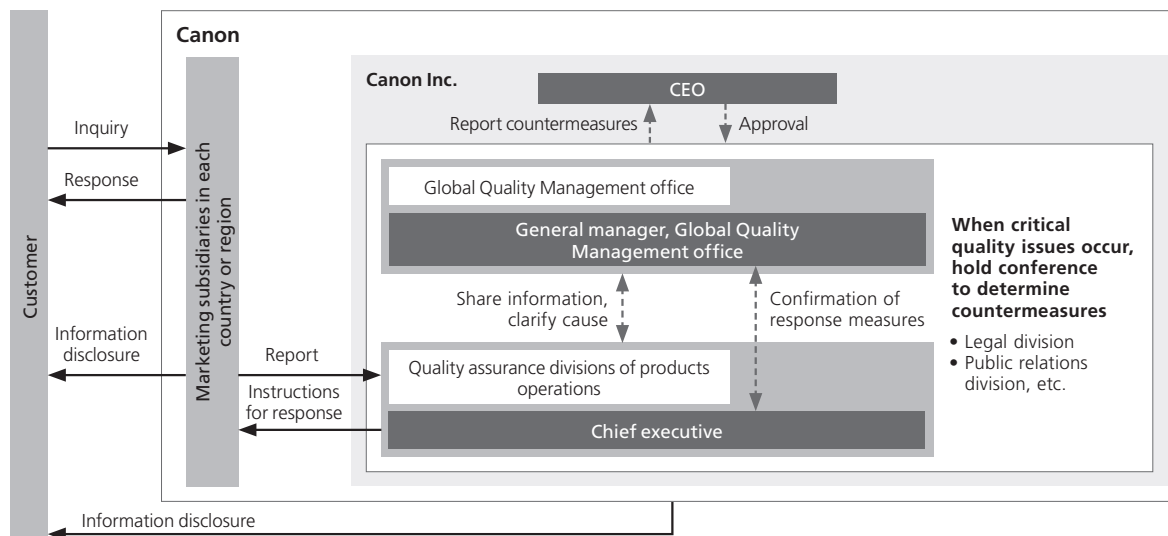 Canon
Canon Inc.
CEO
Report countermeasures
Approval
Inquiry
Response
Customer
Marketing subsidiaries in each
country or region
Global Quality Management office
General manager, Global Quality
Management office
When critical
quality issues occur,
hold conference
to determine
countermeasures
• Legal division
• Public relations
division, etc.
Share information,
clarify cause
Confirmation of
response measures
Information
disclosure
Report
Instructions
for response
Quality assurance divisions of products
operations
Chief executive
Information disclosure